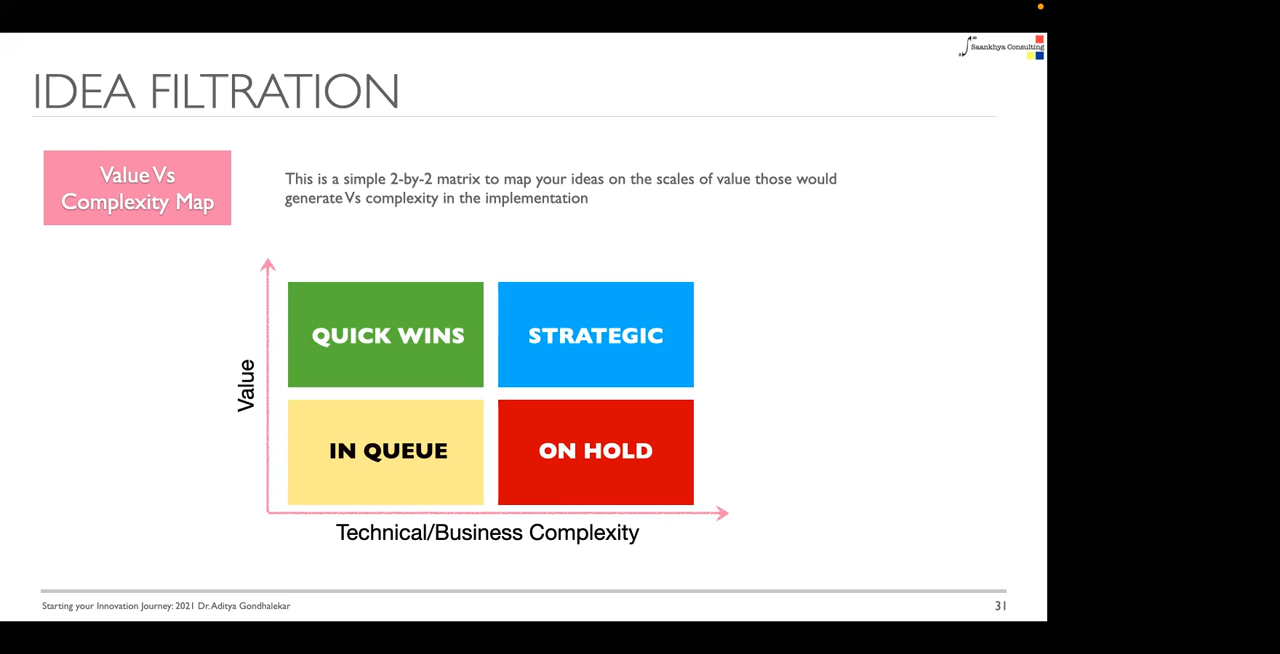 Saankhya Consulting
IDEA FILTRATION
Value Vs
Complexity Map
This is a simple 2-by-2 matrix to map your ideas on the scales of value those would
generate Vs complexity in the implementation
QUICK WINS
STRATEGIC
Value
IN QUEUE
ON HOLD
Technical/Business Complexity
Starting your Innovation Journey: 2021 Dr. Aditya Gondhalekar
31